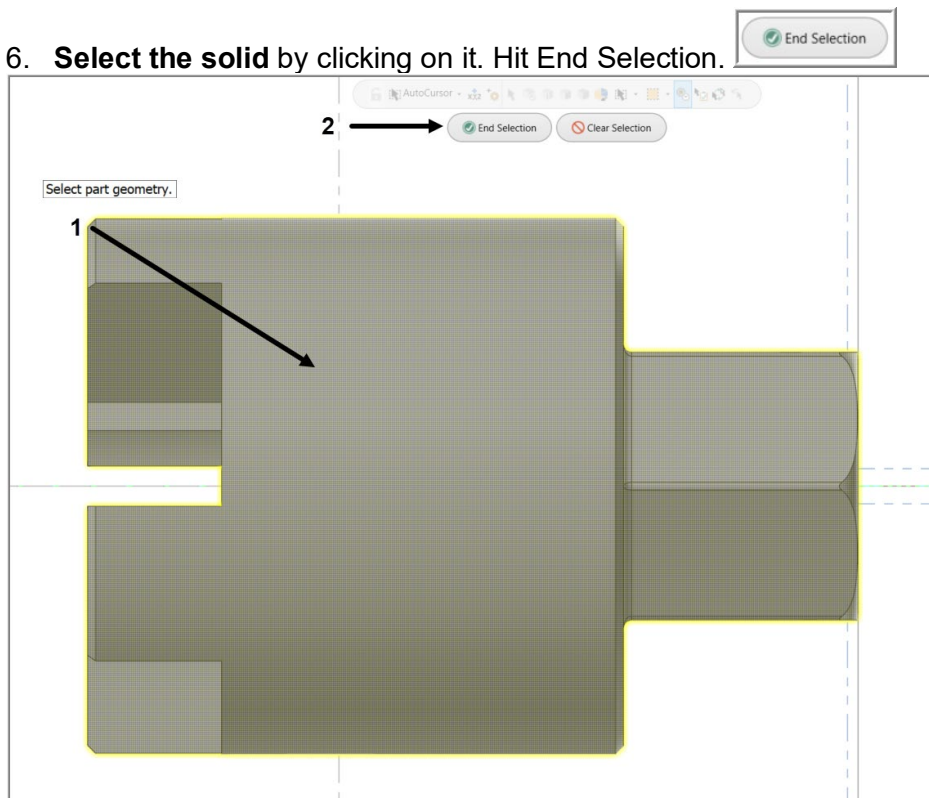 6. Select the solid by clicking on it. Hit End Selection. End Selection
AutoCursor
2 End Selection Clear Selection
Select part geometry.
1